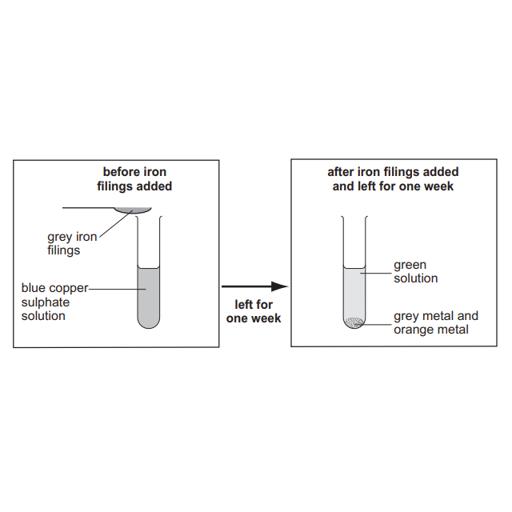 before iron
filings added
grey iron
filings
blue copper
sulphate
solution
left for
one week
after iron filings added
and left for one week
green
solution
grey metal and
orange metal